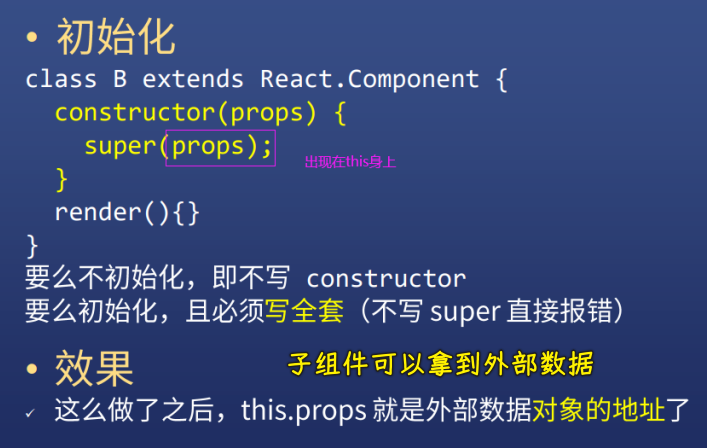 • 初始化
class B extends React.Component {
constructor(props) {
super(props);
出现在this身上
}
render(){}
}
要么不初始化，即不写 constructor
要么初始化，且必须写全套（不写 super 直接报错）
• 效果
子组件可以拿到外部数据
✓ 这么做了之后，this.props 就是外部数据对象的地址了